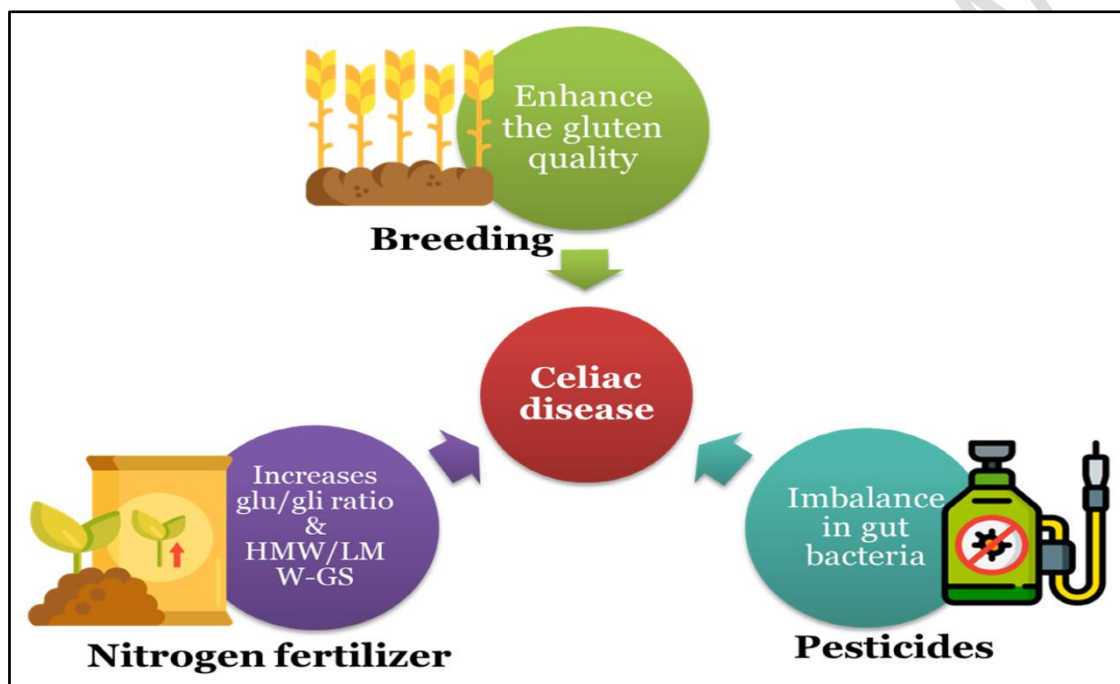 Enhance
the gluten
quality
Breeding
Celiac
disease
Increases
glu/gli ratio
&
HMW/LM
W-GS
Nitrogen fertilizer
Imbalance
in gut
bacteria
Pesticides